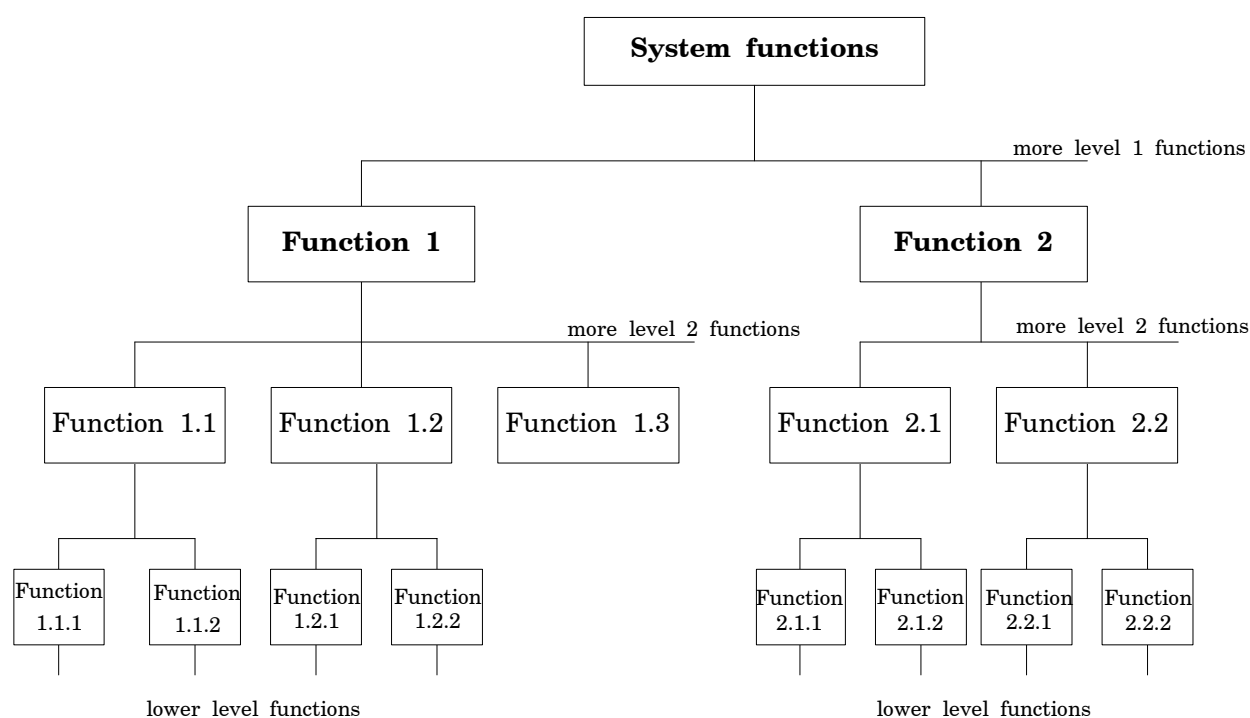 System functions
more level 1 functions
Function 1
Function 2
more level 2 functions
more level 2 functions
Function 1.1
Function 1.2
Function 1.3
Function 2.1
Function 2.2
Function
1.1.1
Function
1.1.2
Function
1.2.1
Function
1.2.2
Function
2.1.1
Function
2.1.2
Function
2.2.1
Function
2.2.2
lower level functions
lower level functions